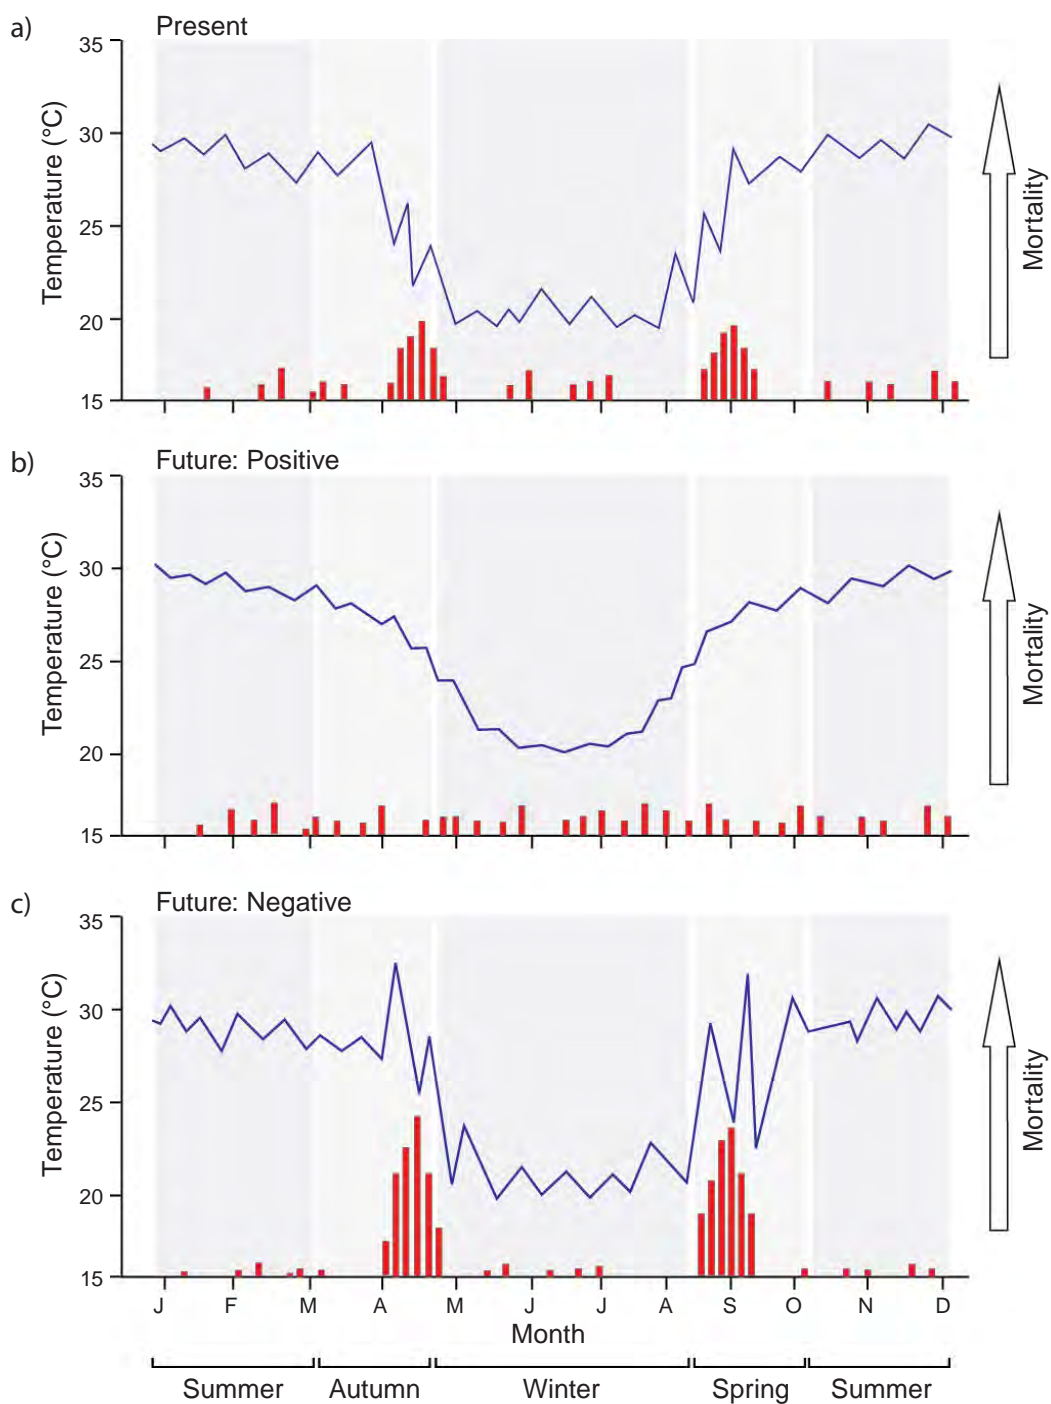 a)
Present
35
30
25
20
15
Temperature (°C)
Mortality
b)
Future: Positive
35
30
25
20
15
Temperature (°C)
Mortality
c)
Future: Negative
35
30
25
20
15
Temperature (°C)
Mortality
J F M A M J J A S O N D
Month
Summer Autumn Winter Spring Summer